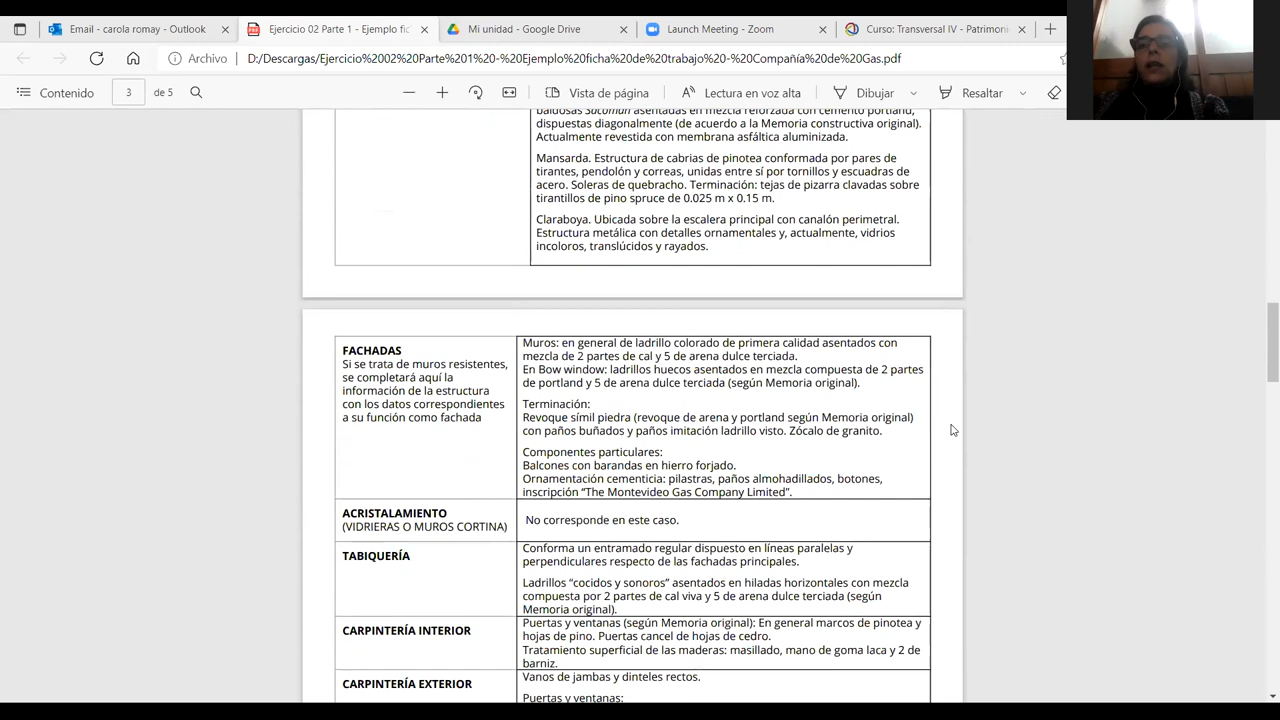 Email - carola romay - Outlook
Ejercicio 02 Parte 1 - Ejemplo fic
Mi unidad - Google Drive
Launch Meeting - Zoom
Curso: Transversal IV - Patrimoni
Archivo
D:/Descargas/Ejercicio%2002%20Parte%201%20-%20Ejemplo%20ficha%20de%20trabajo%20-%20Compañía%20de%20Gas.pdf
Contenido
3
de 5
Vista de página
Lectura en voz alta
Dibujar
Resaltar
baldosas Sacoman asentadas en mezcla reforzada con cemento portland,
dispuestas diagonalmente (de acuerdo a la Memoria constructiva original).
Actualmente revestida con membrana asfáltica aluminizada.
Mansarda. Estructura de cabrias de pinotea conformada por pares de
tirantes, pendolón y correas, unidas entre sí por tornillos y escuadras de
acero. Soleras de quebracho. Terminación: tejas de pizarra clavadas sobre
tirantillos de pino spruce de 0.025 m x 0.15 m.
Claraboya. Ubicada sobre la escalera principal con canalón perimetral.
Estructura metálica con detalles ornamentales y, actualmente, vidrios
incoloros, translúcidos y rayados.
FACHADAS
Si se trata de muros resistentes,
se completará aquí la
información de la estructura
con los datos correspondientes
a su función como fachada
Muros: en general de ladrillo colorado de primera calidad asentados con
mezcla de 2 partes de cal y 5 de arena dulce terciada.
En Bow window: ladrillos huecos asentados en mezcla compuesta de 2 partes
de portland y 5 de arena dulce terciada (según Memoria original).
Terminación:
Revoque símil piedra (revoque de arena y portland según Memoria original)
con paños buñados y paños imitación ladrillo visto. Zócalo de granito.
Componentes particulares:
Balcones con barandas en hierro forjado.
Ornamentación cementicia: pilastras, paños almohadillados, botones,
inscripción “The Montevideo Gas Company Limited”.
ACRISTALAMIENTO
(VIDRIERAS O MUROS CORTINA)
No corresponde en este caso.
TABIQUERÍA
Conforma un entramado regular dispuesto en líneas paralelas y
perpendiculares respecto de las fachadas principales.
Ladrillos “cocidos y sonoros” asentados en hiladas horizontales con mezcla
compuesta por 2 partes de cal viva y 5 de arena dulce terciada (según
Memoria original).
CARPINTERÍA INTERIOR
Puertas y ventanas (según Memoria original): En general marcos de pinotea y
hojas de pino. Puertas cancel de hojas de cedro.
Tratamiento superficial de las maderas: masillado, mano de goma laca y 2 de
barniz.
CARPINTERÍA EXTERIOR
Vanos de jambas y dinteles rectos.
Puertas y ventanas: